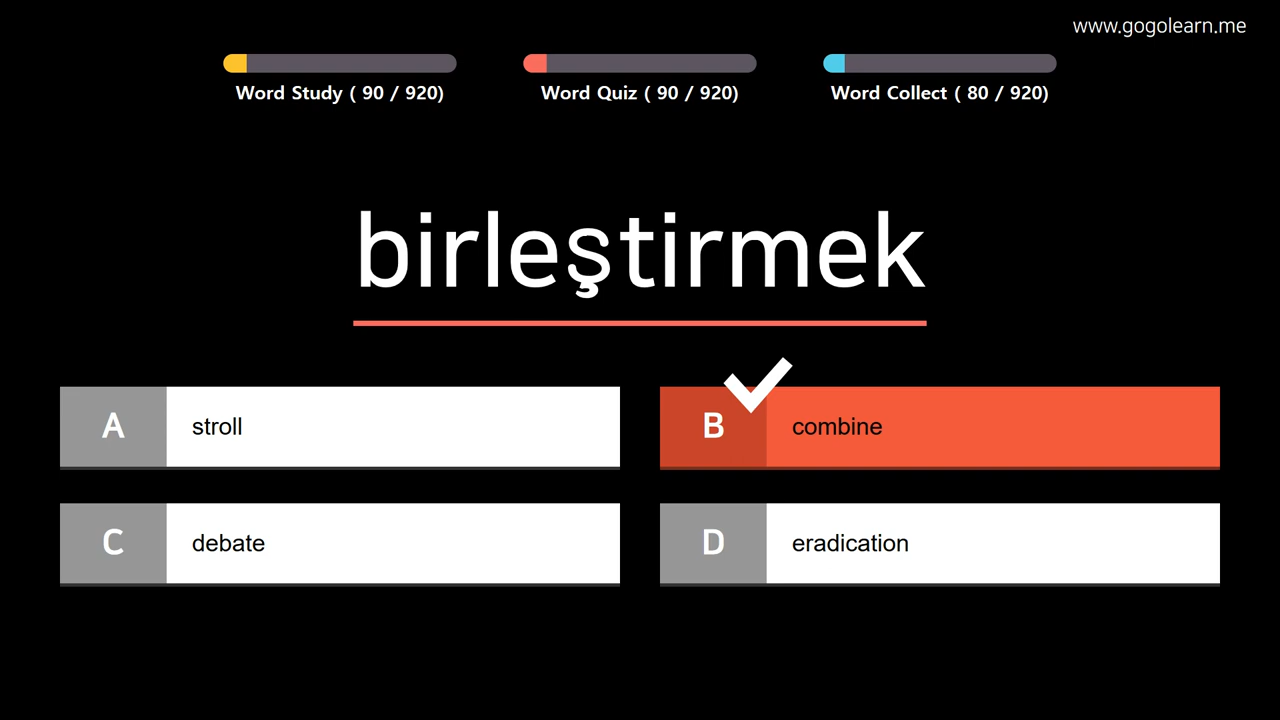 www.gogolearn.me
Word Study ( 90 / 920)
Word Quiz ( 90 / 920)
Word Collect ( 80 / 920)
birleştirmek
A stroll
B combine
C debate
D eradication